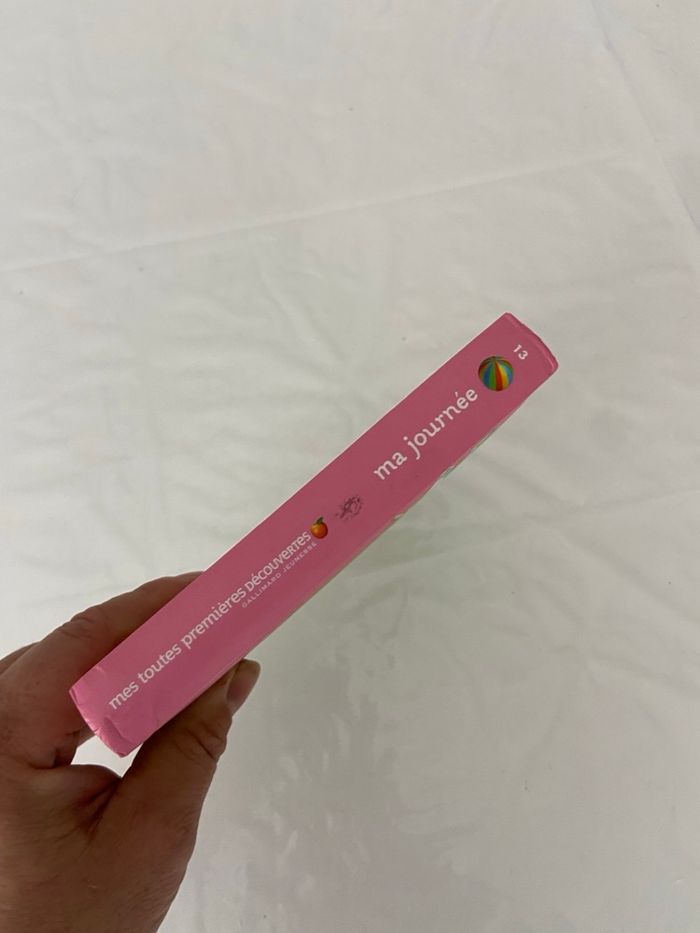 mes toutes premières DÉCOUVERTES
GALLIMARD JEUNESSE
ma journée
13